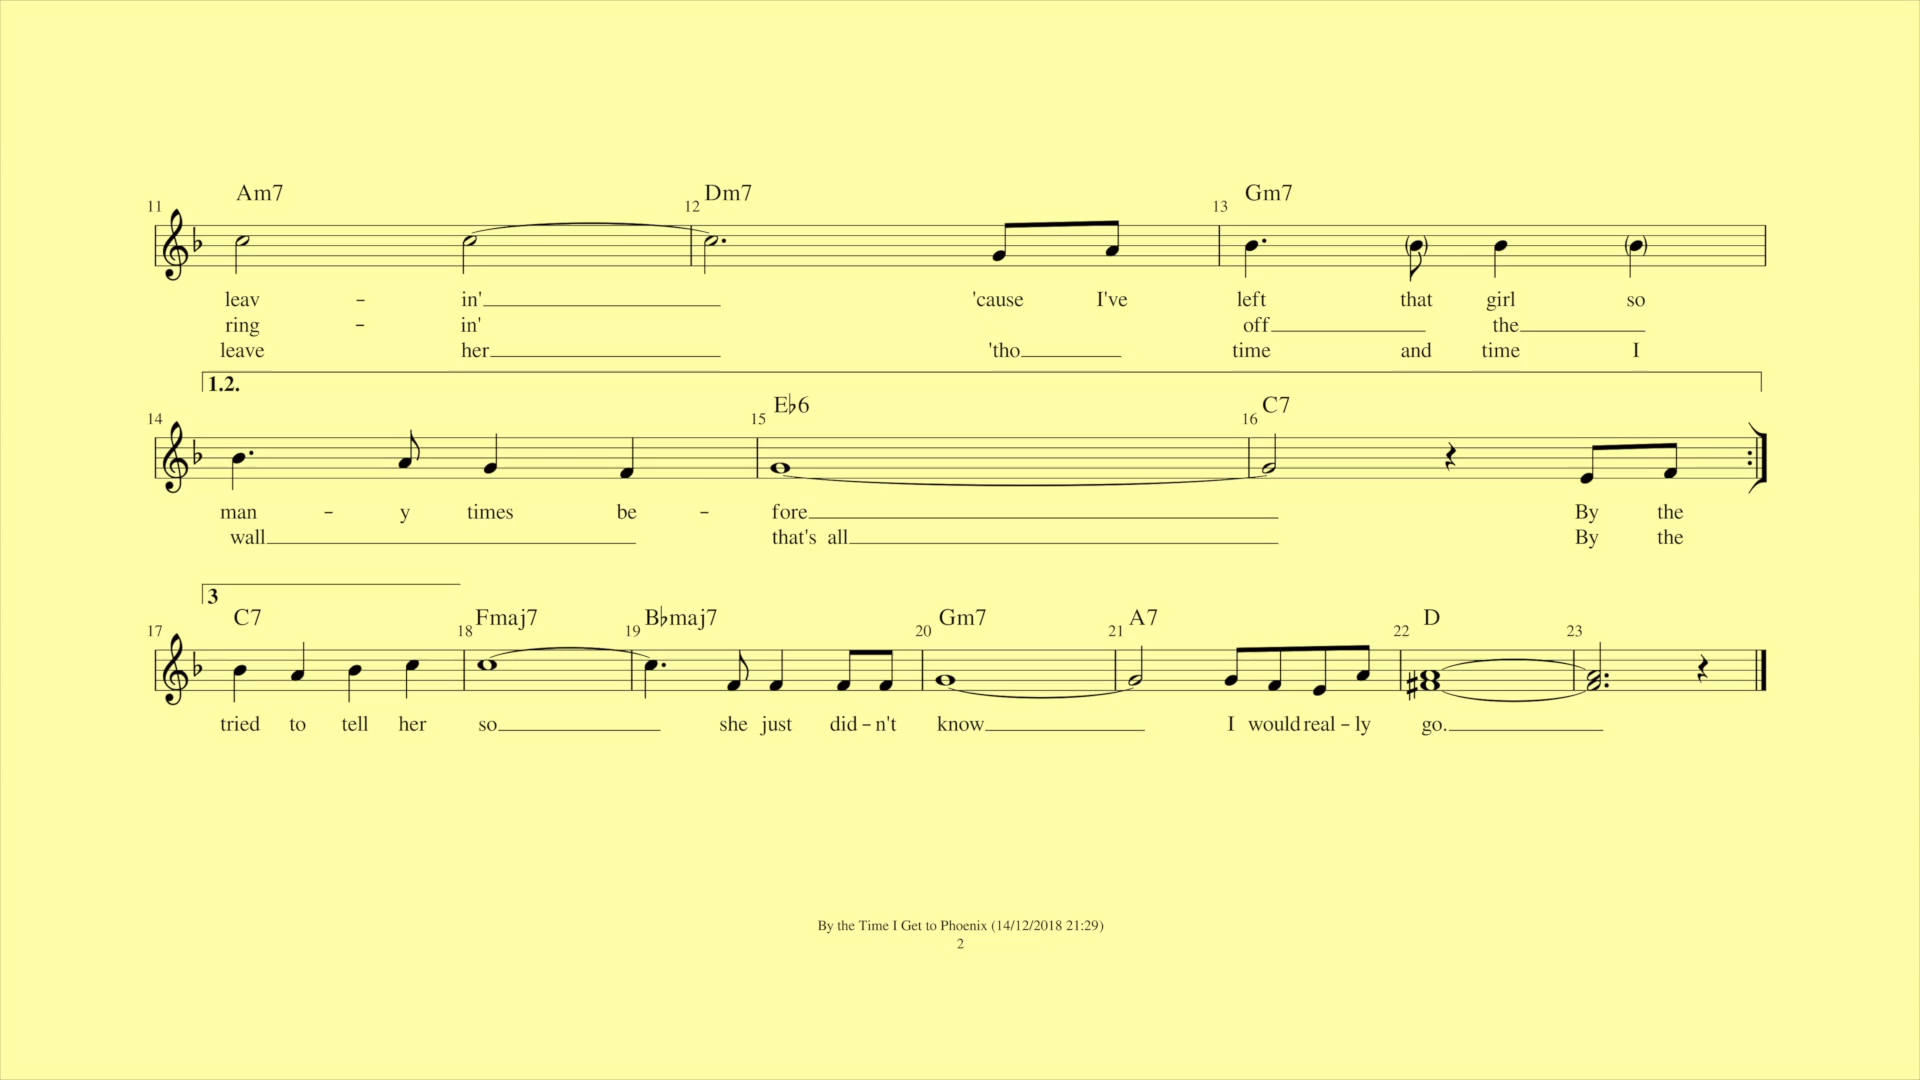 Am7 Dm7 Gm7
11 12 13
leav - in' 'cause I've left that girl so
ring - in' off the
leave her 'tho time and time I
1.2.
E♭6 C7
14 15 16
man - y times be - fore By the
wall that's all By the
3
C7 Fmaj7 B♭maj7 Gm7 A7 D
17 18 19 20 21 22 23
tried to tell her so she just did - n't know I would real - ly go.
By the Time I Get to Phoenix (14/12/2018 21:29)
2